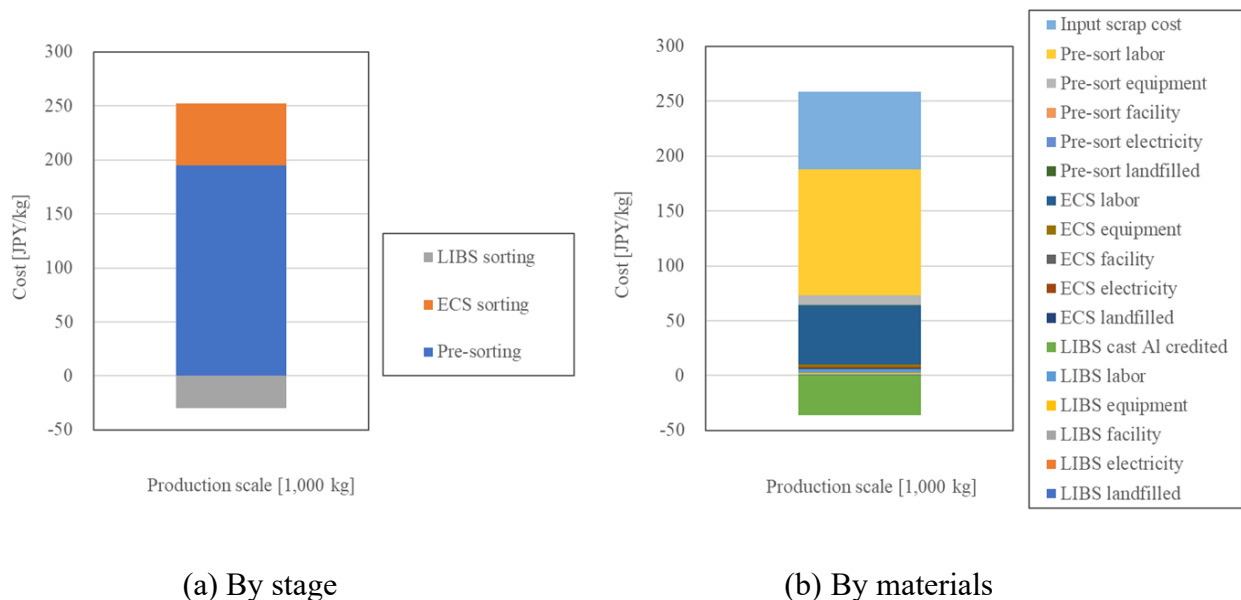 300
250
200
150
100
50
0
-50
Cost [JPY/kg]
Production scale [1,000 kg]
LIBS sorting
ECS sorting
Pre-sorting
(a) By stage
300
250
200
150
100
50
0
-50
Cost [JPY/kg]
Production scale [1,000 kg]
Input scrap cost
Pre-sort labor
Pre-sort equipment
Pre-sort facility
Pre-sort electricity
Pre-sort landfilled
ECS labor
ECS equipment
ECS facility
ECS electricity
ECS landfilled
LIBS cast Al credited
LIBS labor
LIBS equipment
LIBS facility
LIBS electricity
LIBS landfilled
(b) By materials